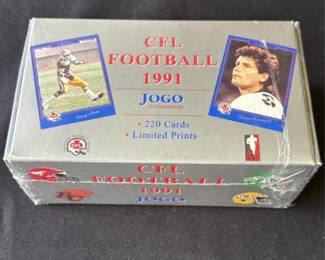 CFL
FOOTBALL
1991
JOGO
• 220 Cards
• Limited Prints
CFL
FOOTBALL
1991
JOGO